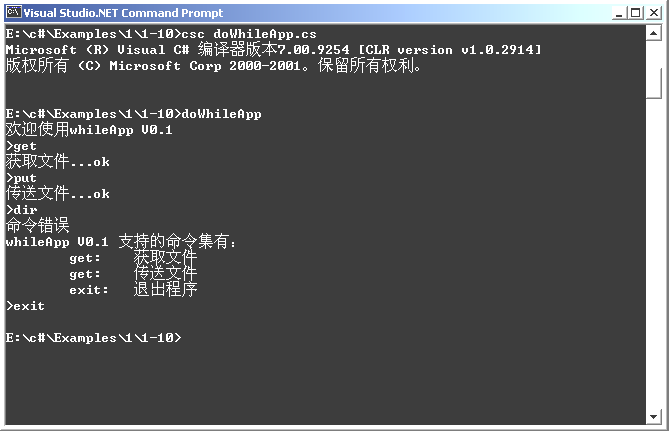 Visual Studio.NET Command Prompt
E:\c#\Examples\1\1-10>csc doWhileApp.cs
Microsoft (R) Visual C# 编译器版本7.00.9254 [CLR version v1.0.2914]
版权所有 (C) Microsoft Corp 2000-2001。保留所有权利。
E:\c#\Examples\1\1-10>doWhileApp
欢迎使用whileApp V0.1
>get
获取文件...ok
>put
传送文件...ok
>dir
命令错误
whileApp V0.1 支持的命令集有:
get: 获取文件
get: 传送文件
exit: 退出程序
>exit
E:\c#\Examples\1\1-10>